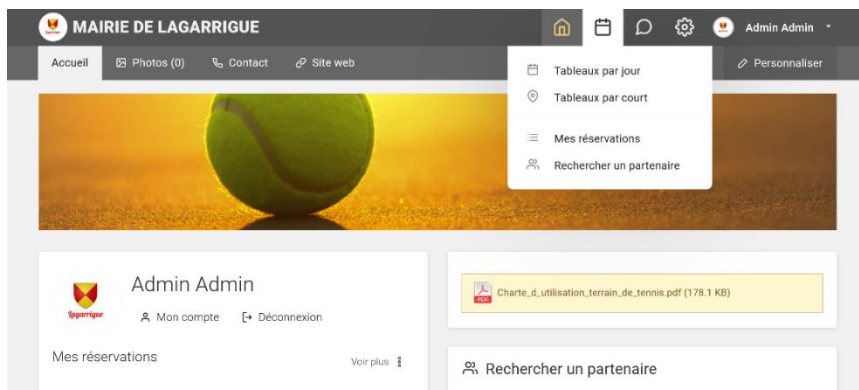 MAIRIE DE LAGARRIGUE
Admin Admin
Accueil Photos (0) Contact Site web Personnaliser
Tableaux par jour
Tableaux par court
Mes réservations
Rechercher un partenaire
Admin Admin
Lagarrigue
Mon compte Déconnexion
Mes réservations Voir plus
PDF Charte_d_utilisation_terrain_de_tennis.pdf (178.1 KB)
Rechercher un partenaire